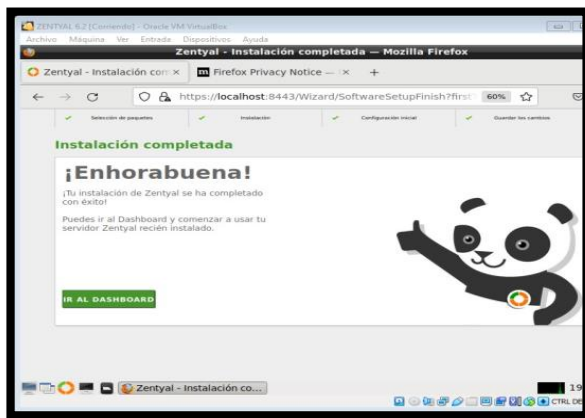 ZENTYAL 6.2 [Corriendo] - Oracle VM VirtualBox
Archivo Máquina Ver Entrada Dispositivos Ayuda
Zentyal - Instalación completada — Mozilla Firefox
Zentyal - Instalación com × Firefox Privacy Notice — × +
https://localhost:8443/Wizard/SoftwareSetupFinish?first 60%
Selección de paquetes Instalación Configuración inicial Guardar los cambios
Instalación completada
¡Enhorabuena!
¡Tu instalación de Zentyal se ha completado
con éxito!
Puedes ir al Dashboard y comenzar a usar tu
servidor Zentyal recién instalado.
IR AL DASHBOARD
Zentyal - Instalación co...
19
CTRL DE